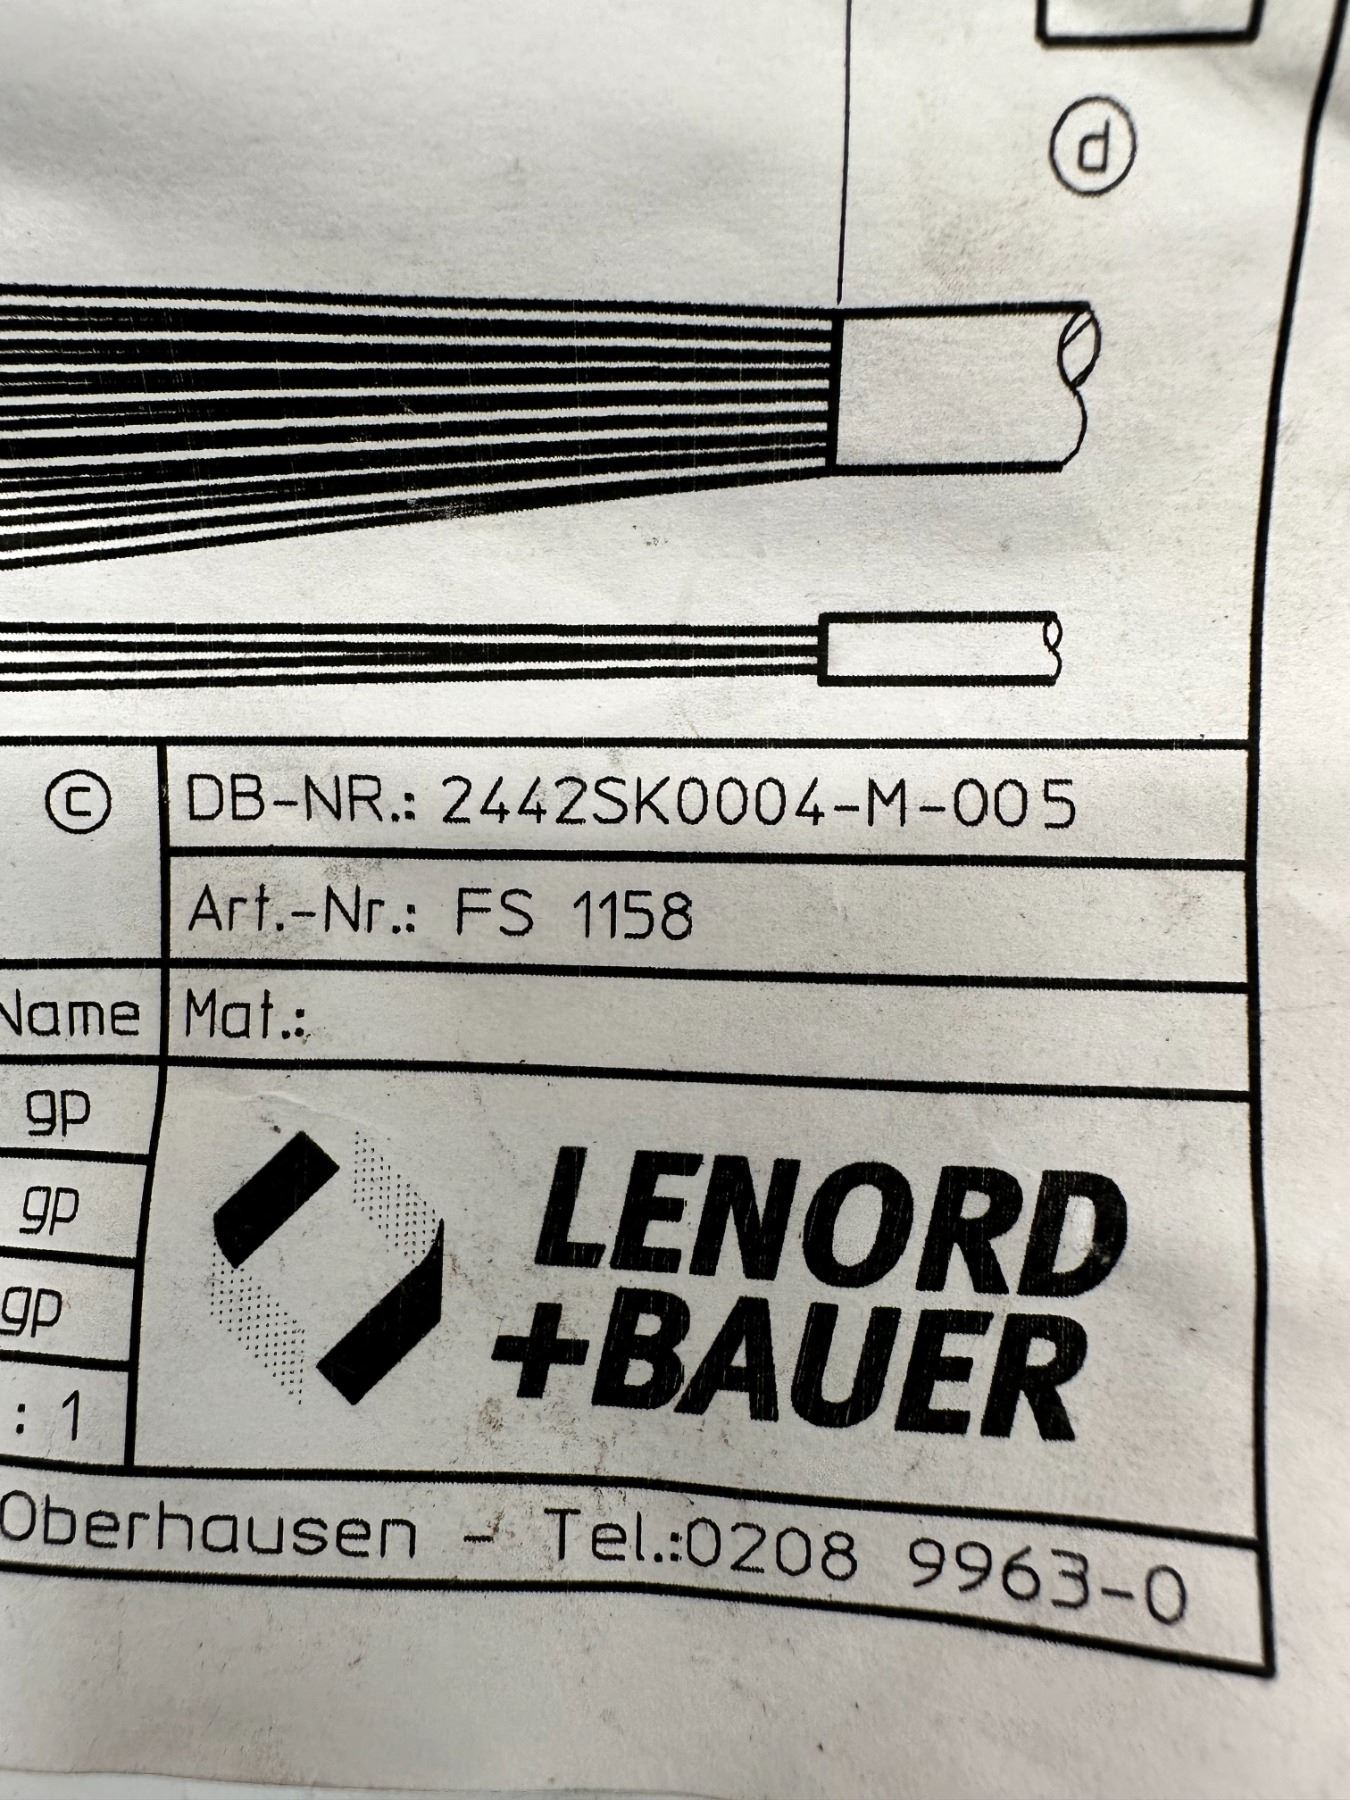 d
c DB-NR.: 2442SK0004-M-005
Art.-Nr.: FS 1158
Name Mat.:
gp
gp
gp
: 1
LENORD
+BAUER
Oberhausen - Tel.:0208 9963-0